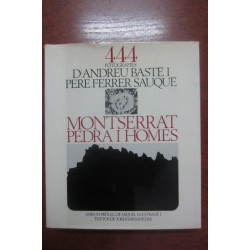 444
FOTOGRAFIES
D'ANDREU BASTE I
PERE FERRER SAUQUE
MONTSERRAT
PEDRA I HOMES